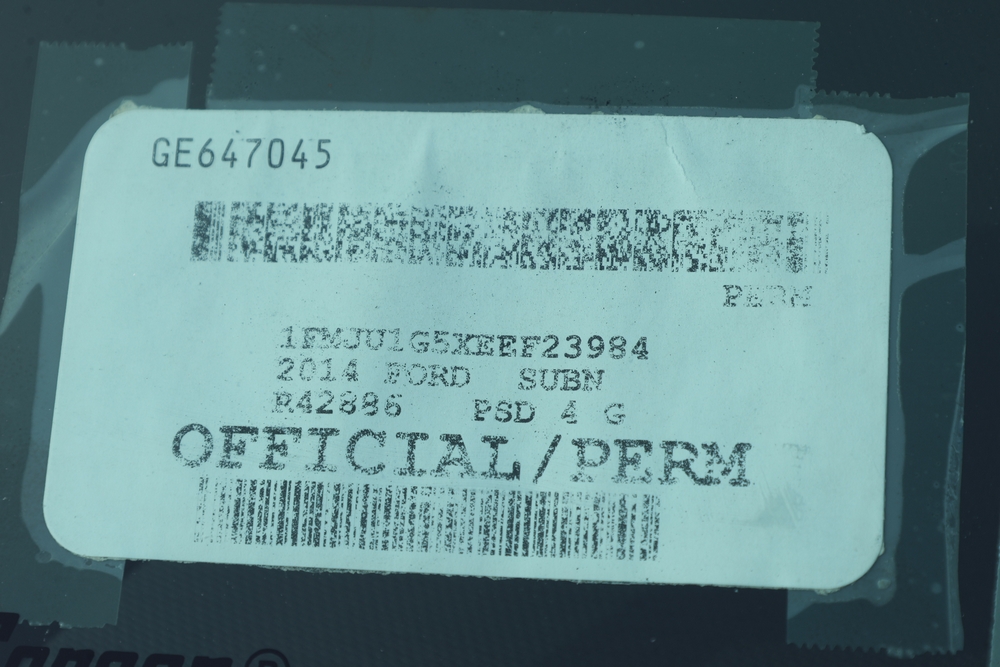 GE647045
PERM
1FMJU1G5XEEF23984
2014 FORD SUBN
R42886 PSD 4 G
OFFICIAL/PERM